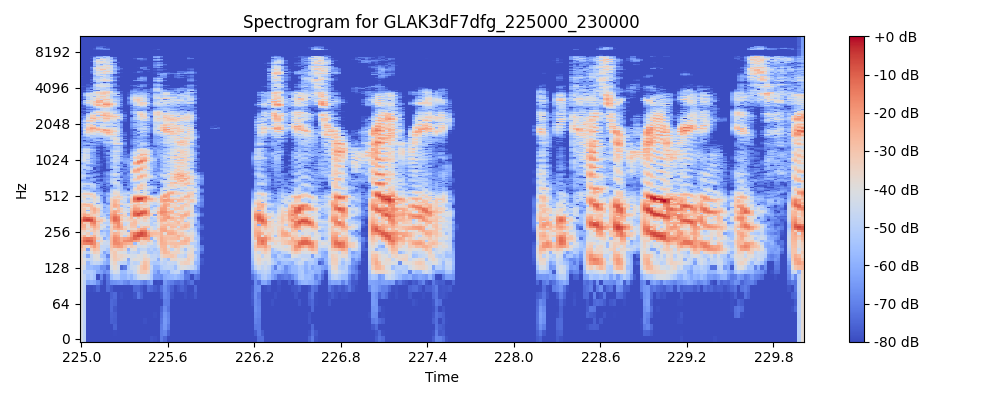 Spectrogram for GLAK3dF7dfg_225000_230000
8192
4096
2048
1024
512
256
128
64
0
Hz
225.0 225.6 226.2 226.8 227.4 228.0 228.6 229.2 229.8
Time
+0 dB
-10 dB
-20 dB
-30 dB
-40 dB
-50 dB
-60 dB
-70 dB
-80 dB